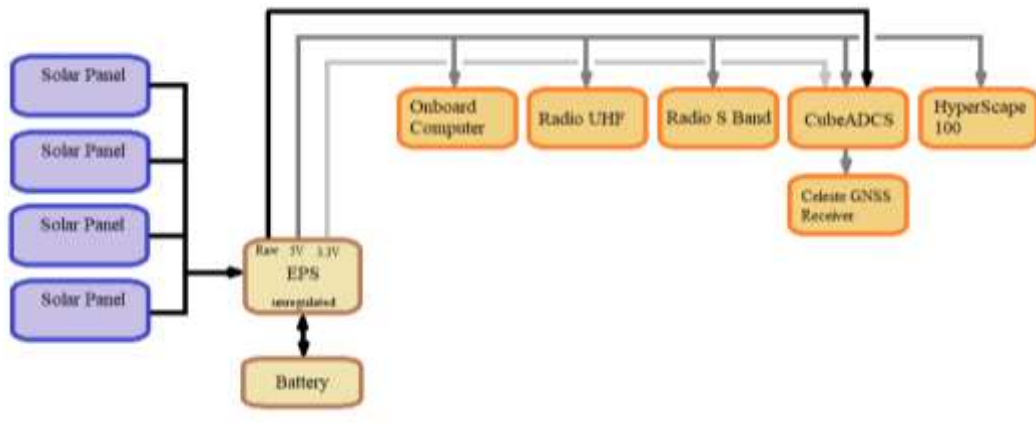 Solar Panel
Solar Panel
Solar Panel
Solar Panel
Raw 5V 3.3V
EPS
unregulated
Battery
Onboard
Computer
Radio UHF
Radio S Band
CubeADCS
HyperScape
100
Celeste GNSS
Receiver